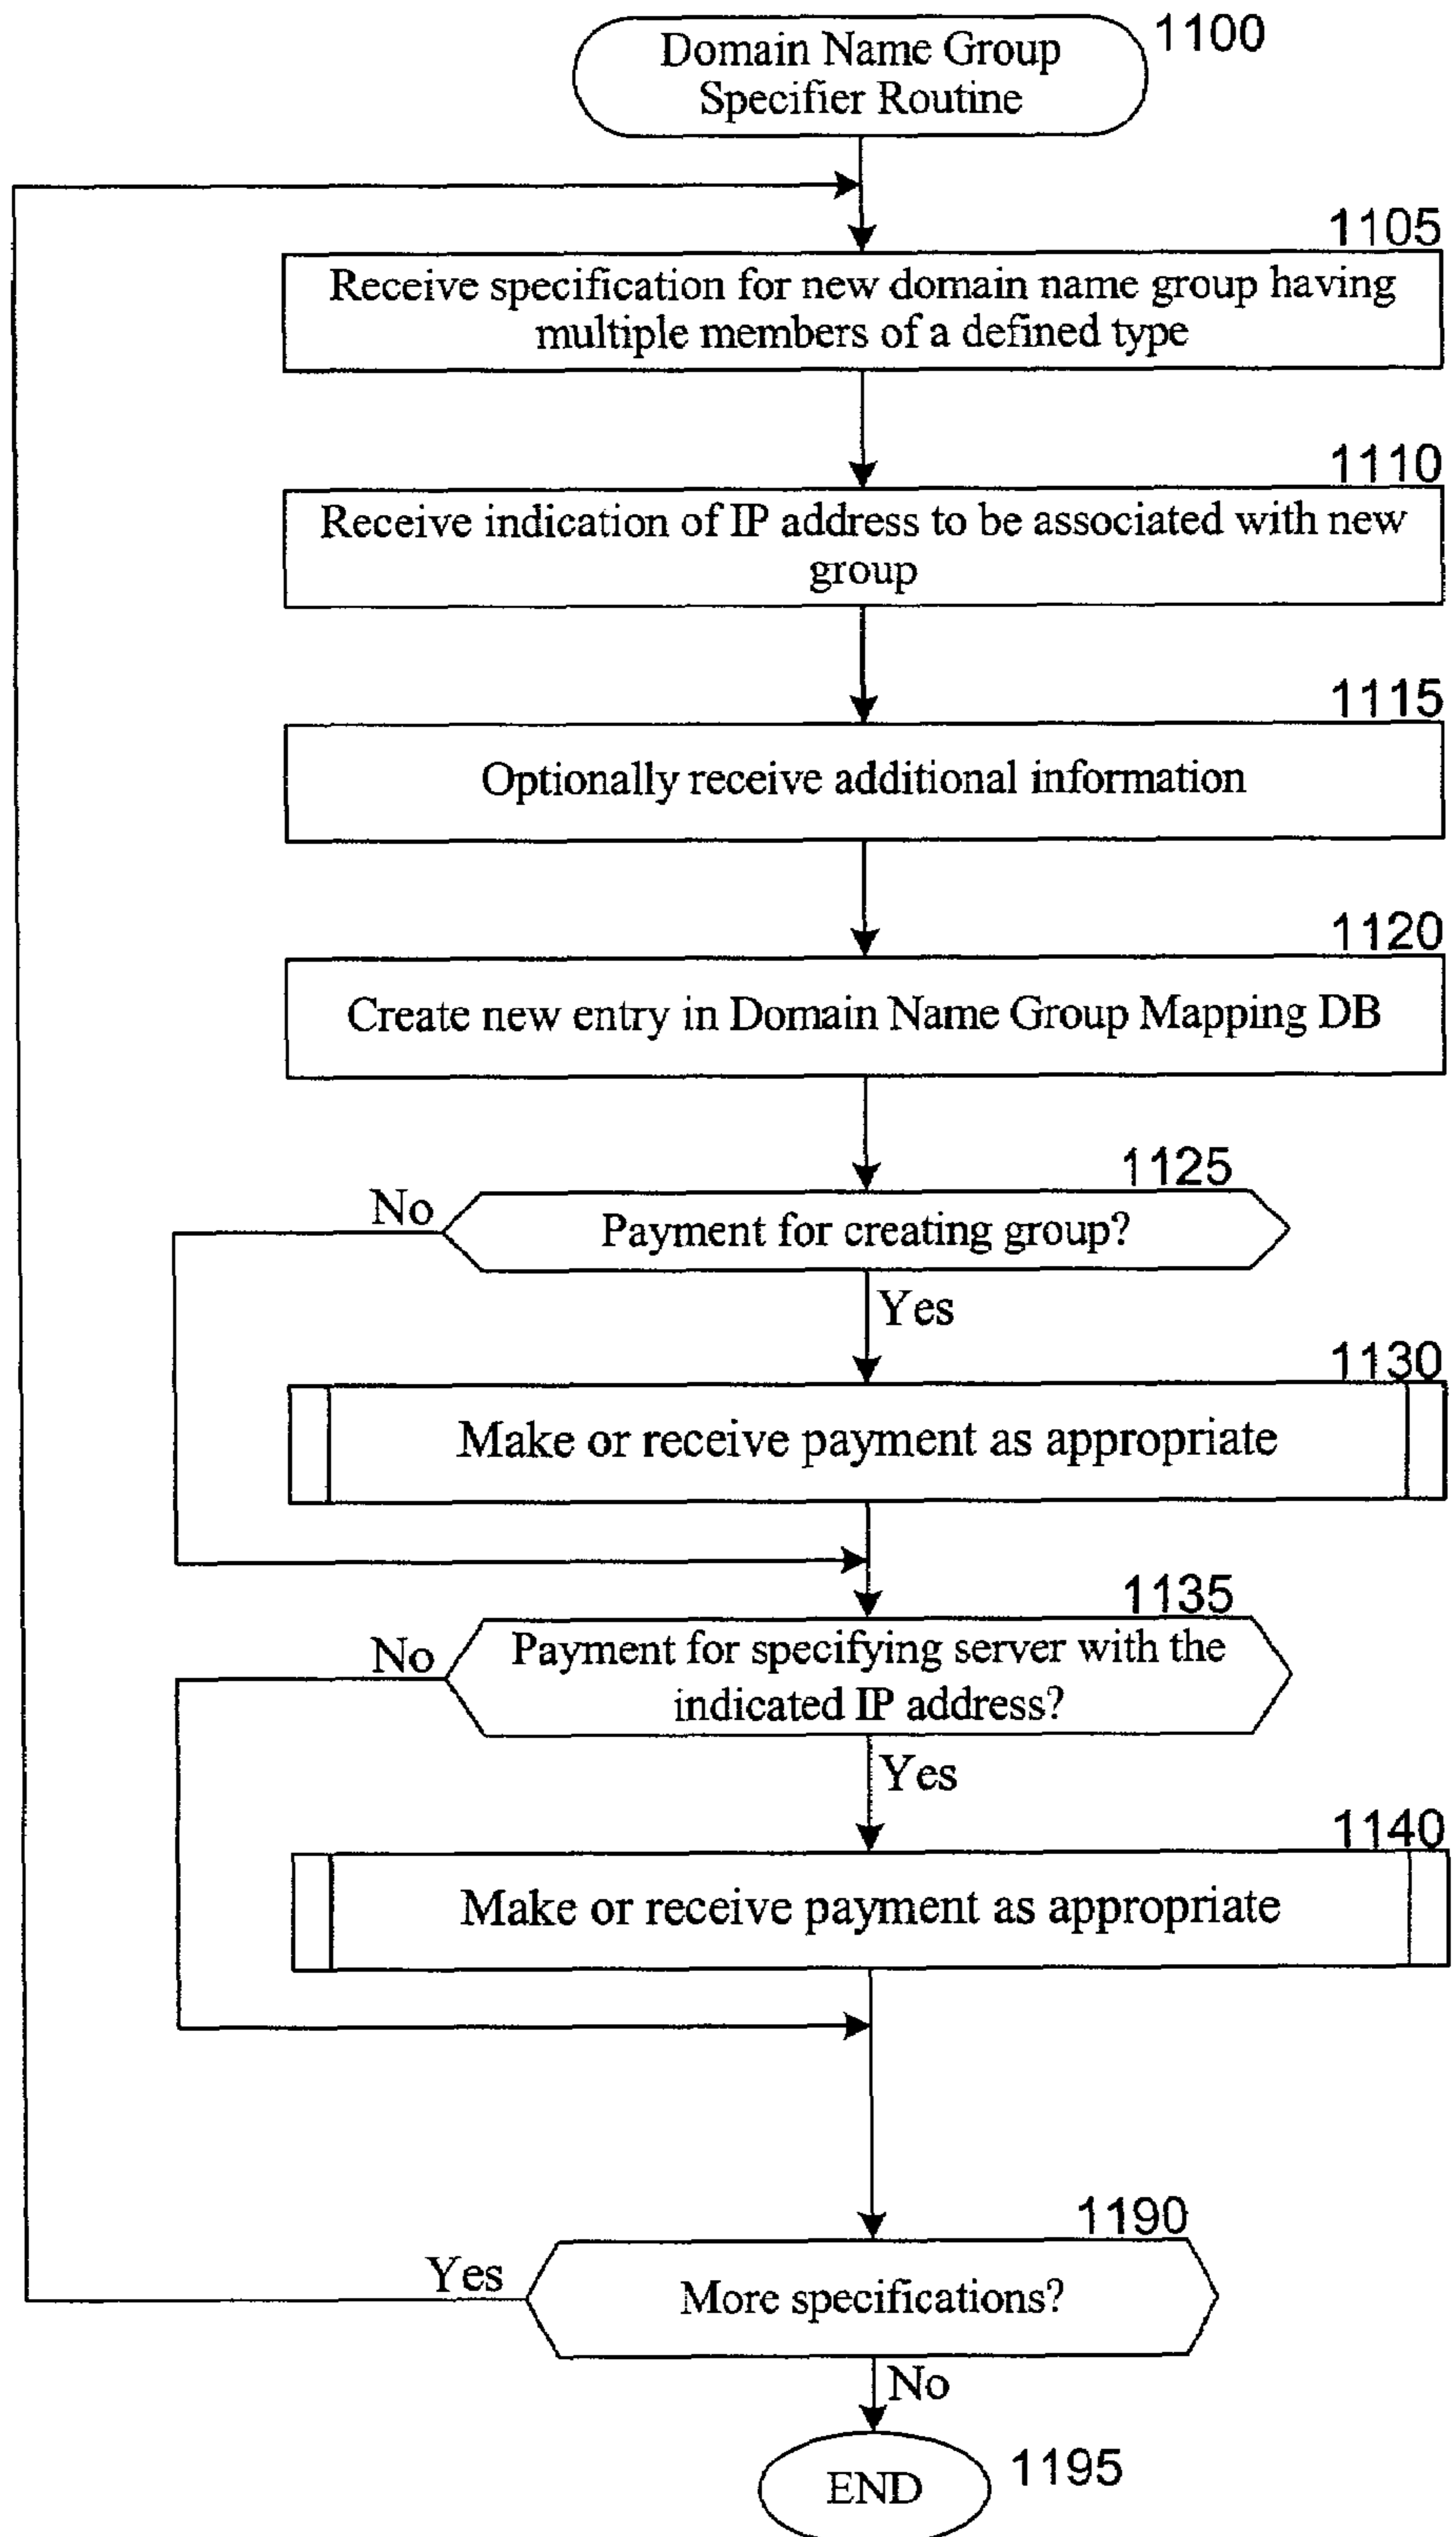 Domain Name Group
Specifier Routine
1100
1105
Receive specification for new domain name group having
multiple members of a defined type
1110
Receive indication of IP address to be associated with new
group
1115
Optionally receive additional information
1120
Create new entry in Domain Name Group Mapping DB
1125
No
Payment for creating group?
Yes
1130
Make or receive payment as appropriate
1135
No
Payment for specifying server with the
indicated IP address?
Yes
1140
Make or receive payment as appropriate
1190
Yes
More specifications?
No
END
1195